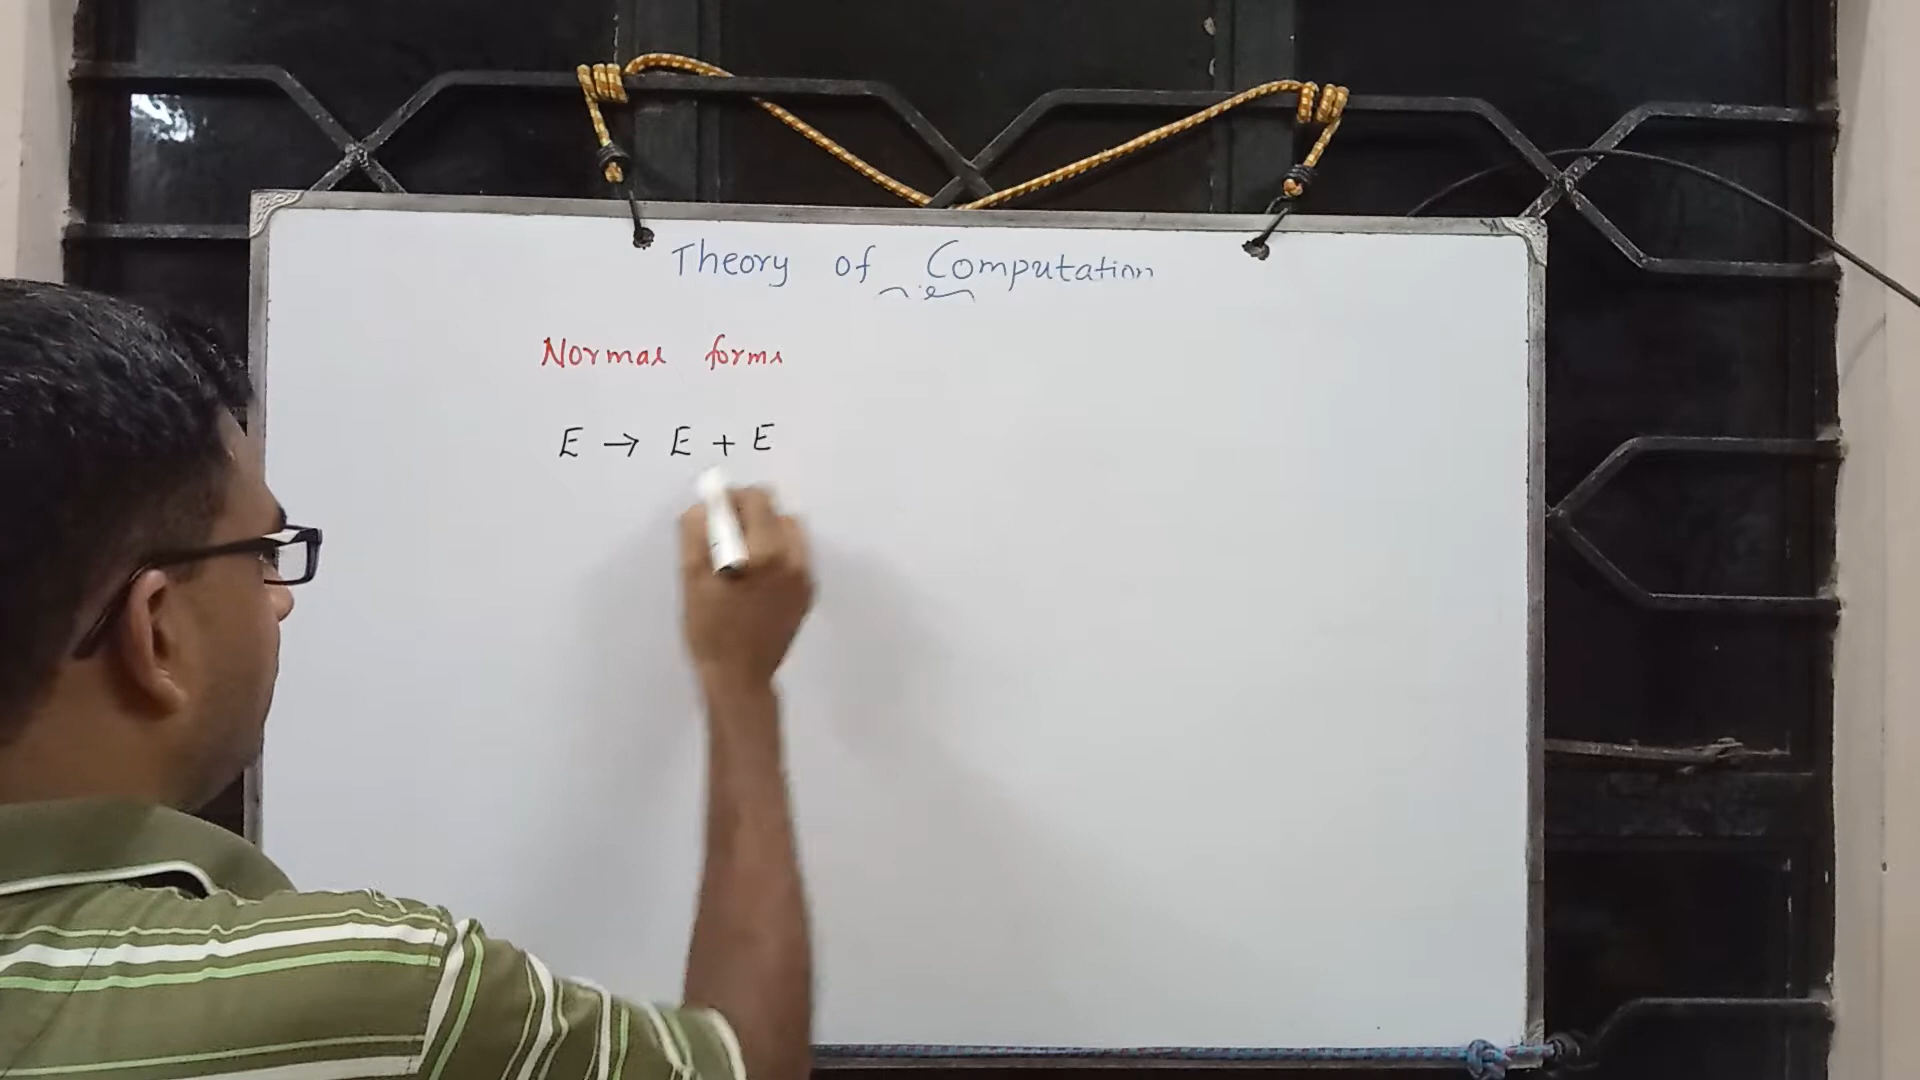 Theory of Computation
Normal forms
E → E + E